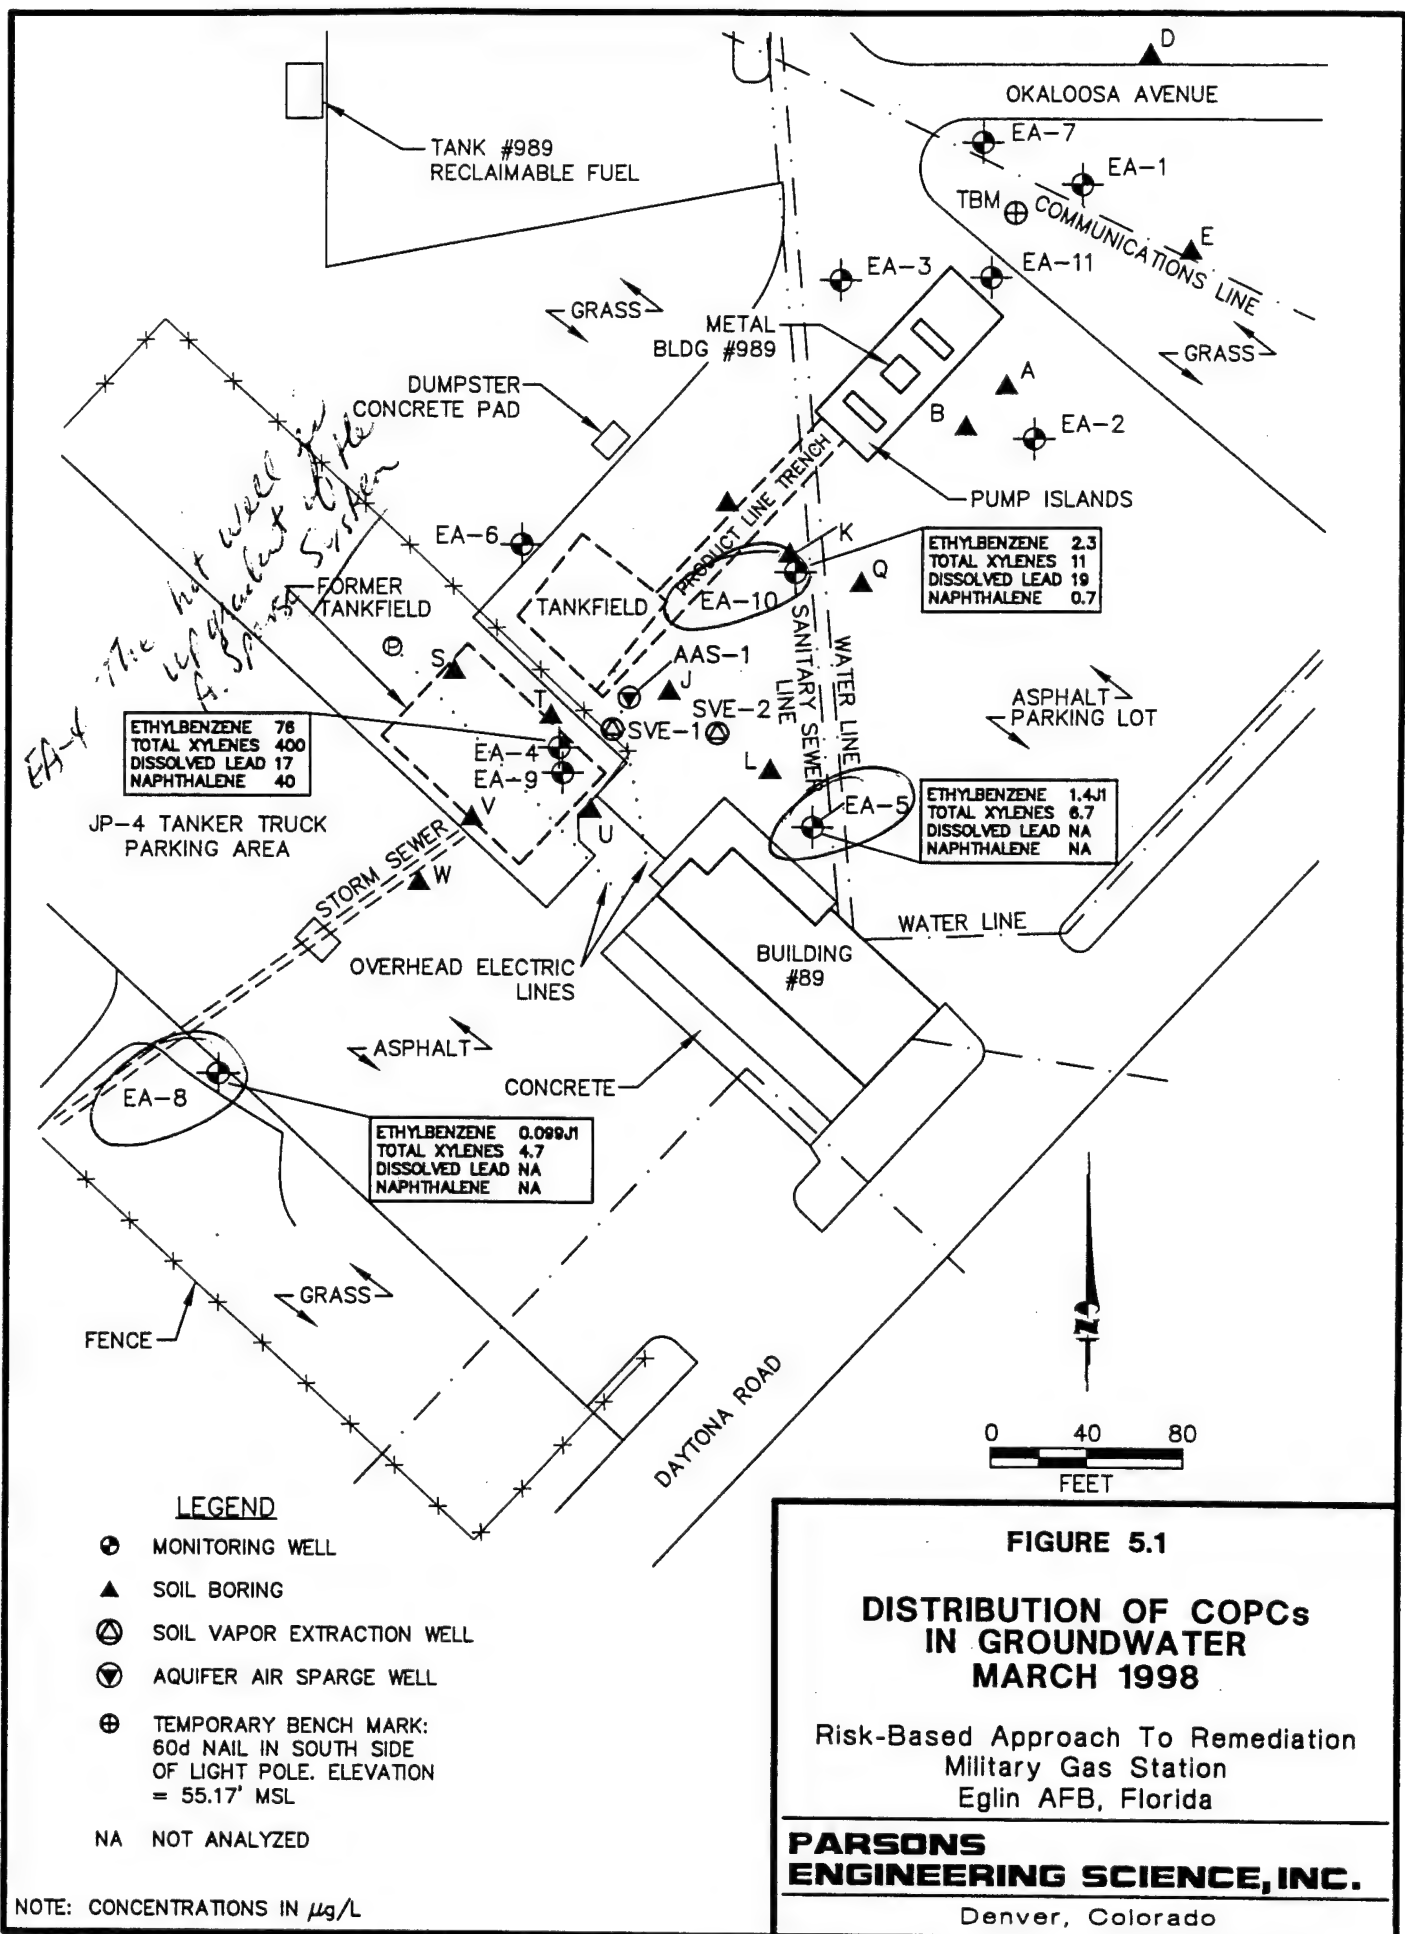 D
OKALOOSA AVENUE
EA-7
TANK #989
RECLAIMABLE FUEL
EA-1
TBM
COMMUNICATIONS LINE
E
EA-3
EA-11
GRASS
METAL
BLDG #989
GRASS
DUMPSTER
CONCRETE PAD
A
B
EA-2
EA-4 The hot well is
upgradient of the
A. Sparge System
PRODUCT LINE TRENCH
PUMP ISLANDS
EA-6
K
ETHYLBENZENE 2.3
TOTAL XYLENES 11
DISSOLVED LEAD 19
NAPHTHALENE 0.7
Q
FORMER
TANKFIELD
TANKFIELD
EA-10
SANITARY SEWER
LINE
WATER LINE
P
S
AAS-1
J
T
SVE-2
SVE-1
ASPHALT
PARKING LOT
ETHYLBENZENE 76
TOTAL XYLENES 400
DISSOLVED LEAD 17
NAPHTHALENE 40
EA-4
EA-9
L
V
U
EA-5
ETHYLBENZENE 1.4J1
TOTAL XYLENES 6.7
DISSOLVED LEAD NA
NAPHTHALENE NA
JP-4 TANKER TRUCK
PARKING AREA
STORM SEWER
W
WATER LINE
OVERHEAD ELECTRIC
LINES
BUILDING
#89
ASPHALT
CONCRETE
EA-8
ETHYLBENZENE 0.099J1
TOTAL XYLENES 4.7
DISSOLVED LEAD NA
NAPHTHALENE NA
GRASS
FENCE
N
DAYTONA ROAD
0 40 80
FEET
LEGEND
MONITORING WELL
SOIL BORING
SOIL VAPOR EXTRACTION WELL
AQUIFER AIR SPARGE WELL
TEMPORARY BENCH MARK:
60d NAIL IN SOUTH SIDE
OF LIGHT POLE. ELEVATION
= 55.17' MSL
NA NOT ANALYZED
NOTE: CONCENTRATIONS IN µg/L
FIGURE 5.1
DISTRIBUTION OF COPCs
IN GROUNDWATER
MARCH 1998
Risk-Based Approach To Remediation
Military Gas Station
Eglin AFB, Florida
PARSONS
ENGINEERING SCIENCE, INC.
Denver, Colorado